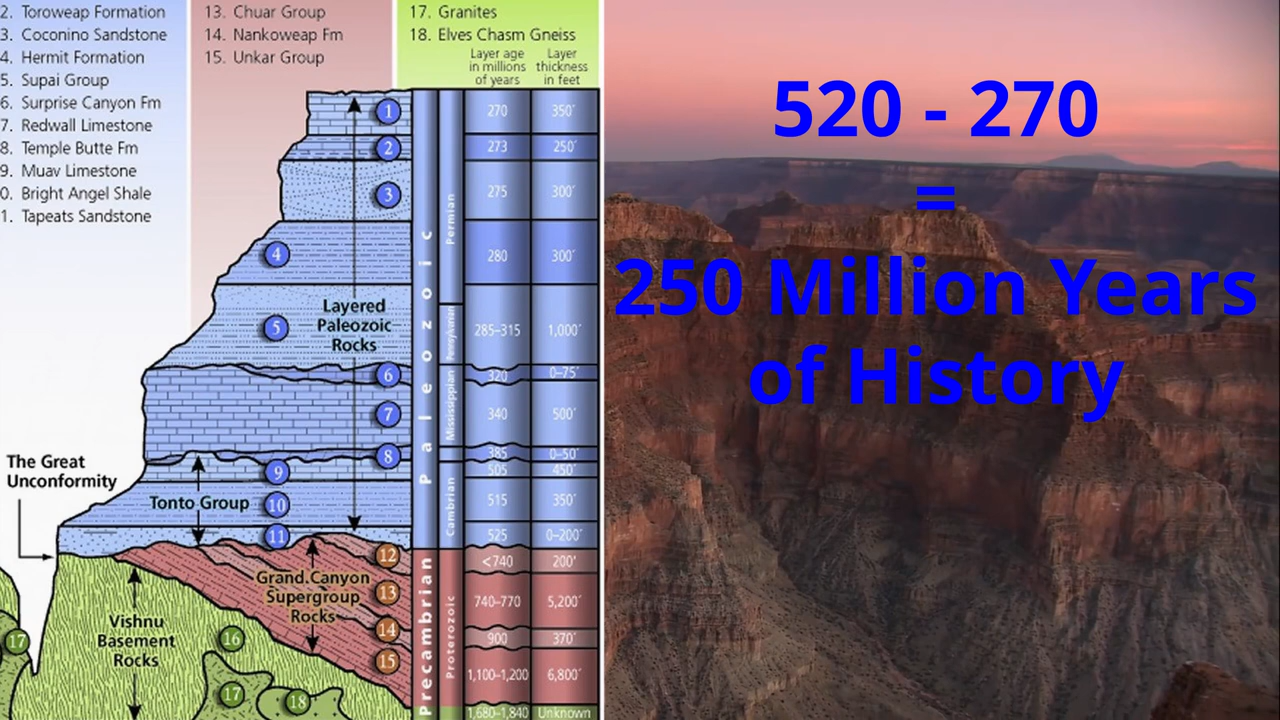 2. Toroweap Formation
3. Coconino Sandstone
4. Hermit Formation
5. Supai Group
6. Surprise Canyon Fm
7. Redwall Limestone
8. Temple Butte Fm
9. Muav Limestone
0. Bright Angel Shale
1. Tapeats Sandstone
13. Chuar Group
14. Nankoweap Fm
15. Unkar Group
17. Granites
18. Elves Chasm Gneiss
Layer age
in millions
of years
Layer
thickness
in feet
1 270 350´
2 273 250´
3 275 300´
4 280 300´
5 285–315 1,000´
6 320 0–75´
7 340 500´
8 385 0–50´
9 505 450´
10 515 350´
11 525 0–200´
12 <740 200´
13 740–770 5,200´
14 900 370´
15 1,100–1,200 6,800´
1,680–1,840 Unknown
Layered
Paleozoic
Rocks
Paleozoic
Permian
Pennsylvanian
Mississippian
Cambrian
Precambrian
Proterozoic
The Great
Unconformity
Tonto Group
Grand Canyon
Supergroup
Rocks
Vishnu
Basement
Rocks
16
17
17
18
520 - 270
=
250 Million Years
of History